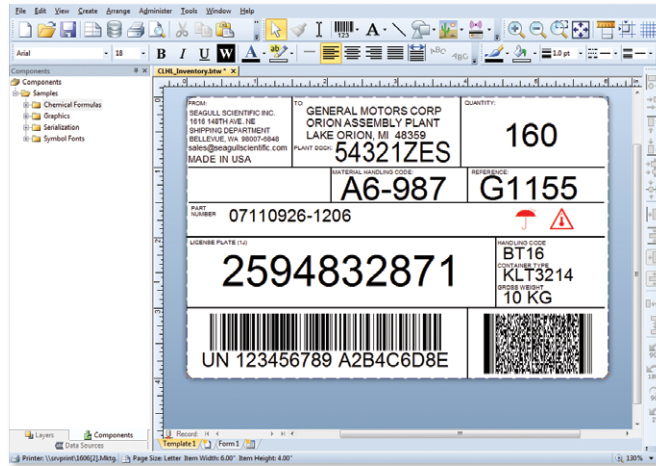 File Edit View Create Arrange Administer Tools Window Help
Arial 18 B I U W A 1.0 pt
Components
CLHL_Inventory.btw *
Components
Samples
Chemical Formulas
Graphics
Serialization
Symbol Fonts
FROM:
SEAGULL SCIENTIFIC INC.
1616 148TH AVE. NE
SHIPPING DEPARTMENT
BELLEVUE, WA 98007-6848
sales@seagullscientific.com
MADE IN USA
TO:
GENERAL MOTORS CORP
ORION ASSEMBLY PLANT
LAKE ORION, MI 48359
PLANT DOCK: 54321ZES
QUANTITY:
160
MATERIAL HANDLING CODE:
A6-987
REFERENCE:
G1155
PART
NUMBER 07110926-1206
LICENSE PLATE (1J)
2594832871
HANDLING CODE
BT16
CONTAINER TYPE
KLT3214
GROSS WEIGHT
10 KG
UN 123456789 A2B4C6D8E
Layers Components
Data Sources
Record:
Template 1 Form 1
Printer: \\srvprint\1606[2].Mktg. Page Size: Letter Item Width: 6.00" Item Height: 4.00" 130%